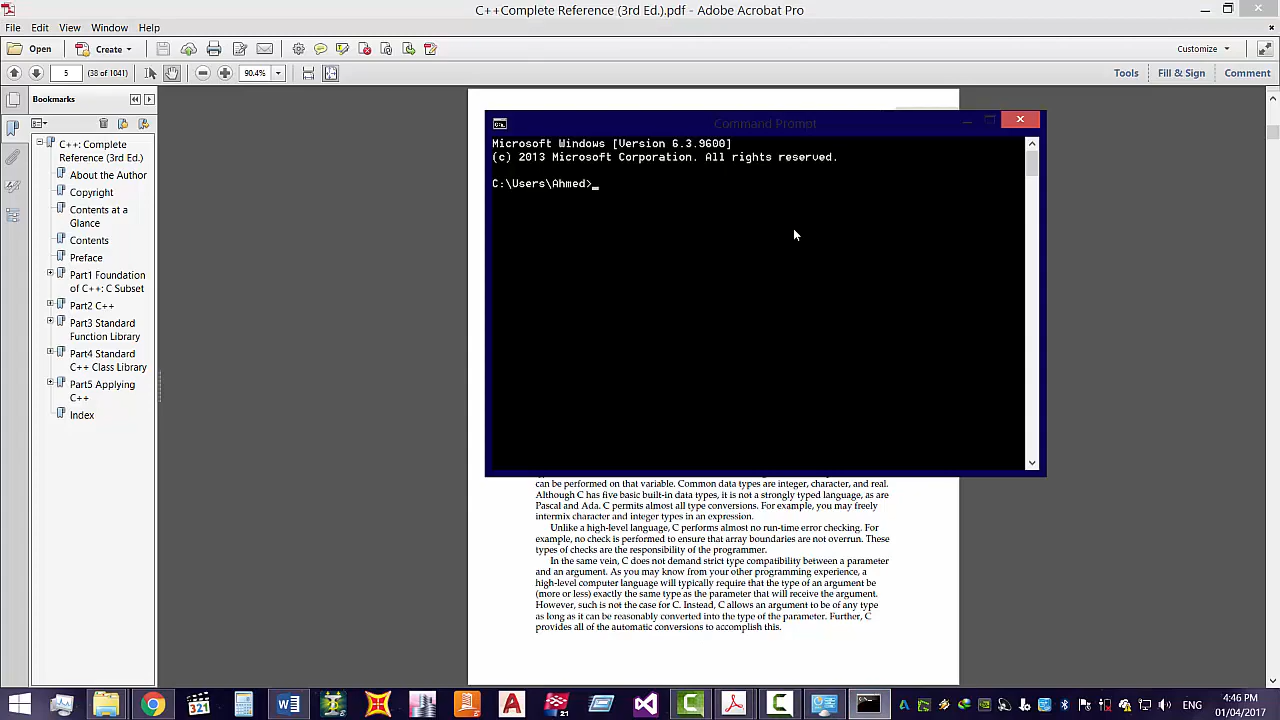 C++Complete Reference (3rd Ed.).pdf - Adobe Acrobat Pro
File Edit View Window Help
Open Create Customize
5 (38 of 1041) 90.4% Tools Fill & Sign Comment
Bookmarks
C++: Complete
Reference (3rd Ed.)
About the Author
Copyright
Contents at a
Glance
Contents
Preface
Part1 Foundation
of C++: C Subset
Part2 C++
Part3 Standard
Function Library
Part4 Standard
C++ Class Library
Part5 Applying
C++
Index
Command Prompt
Microsoft Windows [Version 6.3.9600]
(c) 2013 Microsoft Corporation. All rights reserved.
C:\Users\Ahmed>_
can be performed on that variable. Common data types are integer, character, and real.
Although C has five basic built-in data types, it is not a strongly typed language, as are
Pascal and Ada. C permits almost all type conversions. For example, you may freely
intermix character and integer types in an expression.
Unlike a high-level language, C performs almost no run-time error checking. For
example, no check is performed to ensure that array boundaries are not overrun. These
types of checks are the responsibility of the programmer.
In the same vein, C does not demand strict type compatibility between a parameter
and an argument. As you may know from your other programming experience, a
high-level computer language will typically require that the type of an argument be
(more or less) exactly the same type as the parameter that will receive the argument.
However, such is not the case for C. Instead, C allows an argument to be of any type
as long as it can be reasonably converted into the type of the parameter. Further, C
provides all of the automatic conversions to accomplish this.
321
21
ENG
4:46 PM
01/04/2017